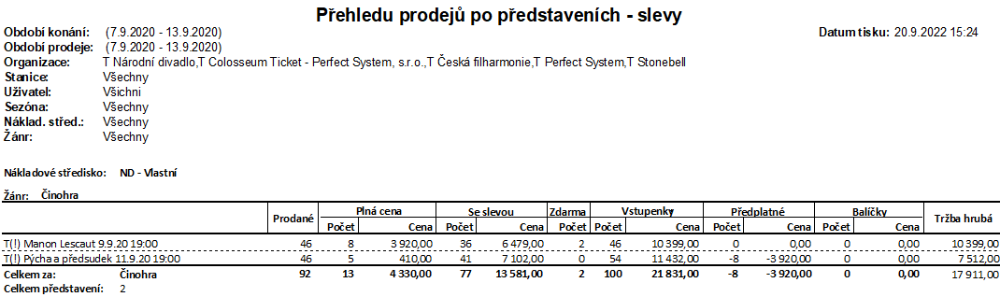 Přehledu prodejů po představeních - slevy
Období konání: (7.9.2020 - 13.9.2020) Datum tisku: 20.9.2022 15:24
Období prodeje: (7.9.2020 - 13.9.2020)
Organizace: T Národní divadlo,T Colosseum Ticket - Perfect System, s.r.o.,T Česká filharmonie,T Perfect System,T Stonebell
Stanice: Všechny
Uživatel: Všichni
Sezóna: Všechny
Náklad. střed.: Všechny
Žánr: Všechny
Nákladové středisko: ND - Vlastní
Žánr: Činohra
Prodané Plná cena Se slevou Zdarma Vstupenky Předplatné Balíčky Tržba hrubá
Počet Cena Počet Cena Počet Počet Cena Počet Cena Počet Cena
T(!) Manon Lescaut 9.9.20 19:00 46 8 3 920,00 36 6 479,00 2 46 10 399,00 0 0,00 0 0,00 10 399,00
T(!) Pýcha a předsudek 11.9.20 19:00 46 5 410,00 41 7 102,00 0 54 11 432,00 -8 -3 920,00 0 0,00 7 512,00
Celkem za: Činohra 92 13 4 330,00 77 13 581,00 2 100 21 831,00 -8 -3 920,00 0 0,00 17 911,00
Celkem představení: 2